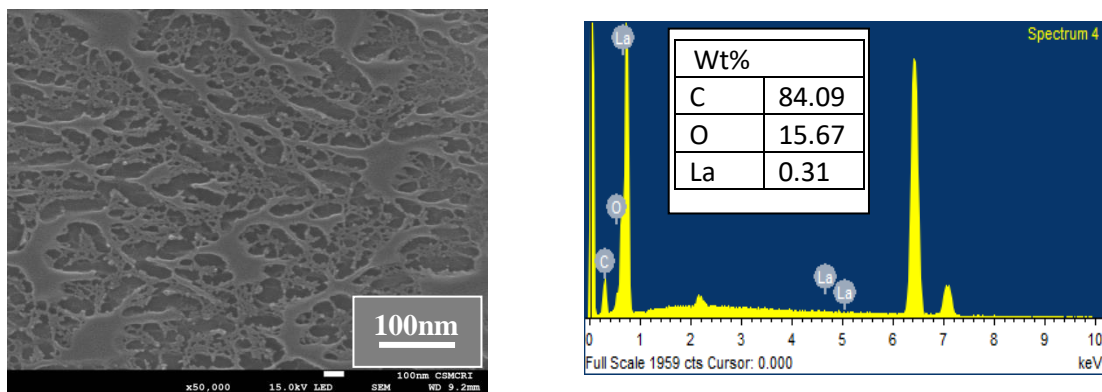 100nm
100nm CSMCRI
x50,000 15.0kV LED SEM WD 9.2mm
Spectrum 4
Wt%
C 84.09
O 15.67
La 0.31
La
O
C
La
La
0 1 2 3 4 5 6 7 8 9 10
Full Scale 1959 cts Cursor: 0.000 keV